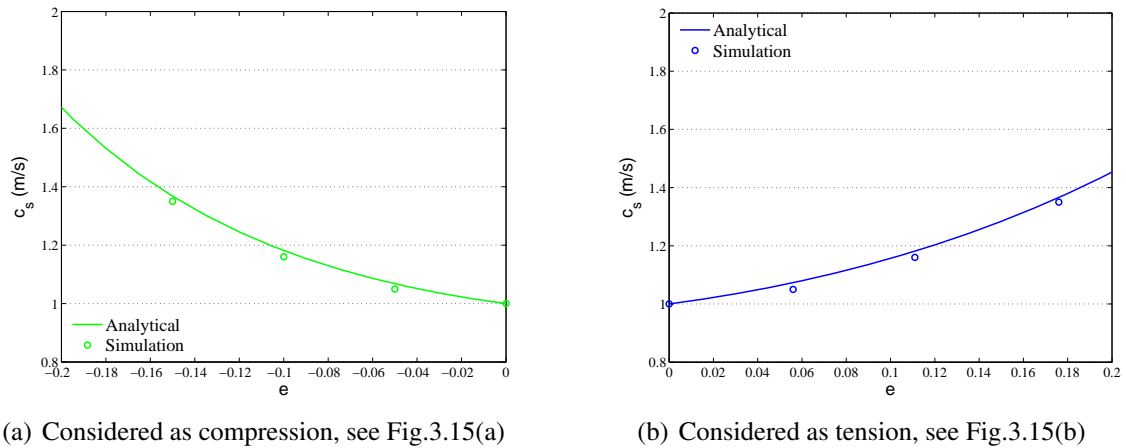 2
1.8
1.6
1.4
1.2
1
0.8
c_s (m/s)
Analytical
Simulation
−0.2 −0.18 −0.16 −0.14 −0.12 −0.1 −0.08 −0.06 −0.04 −0.02 0
e
(a) Considered as compression, see Fig.3.15(a)
2
1.8
1.6
1.4
1.2
1
0.8
c_s (m/s)
Analytical
Simulation
0 0.02 0.04 0.06 0.08 0.1 0.12 0.14 0.16 0.18 0.2
e
(b) Considered as tension, see Fig.3.15(b)